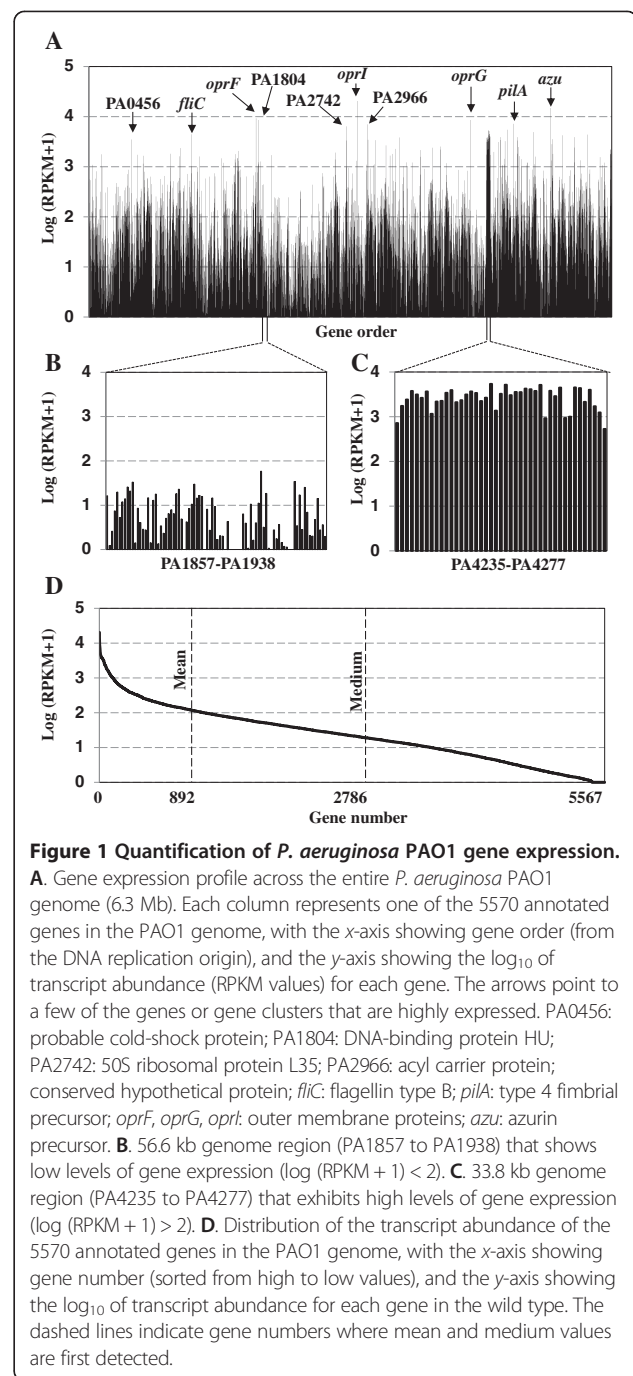 A
5
4
3
2
1
0
Log (RPKM+1)
PA0456
fliC
oprF
PA1804
PA2742
oprI
PA2966
oprG
pilA
azu
Gene order
B
4
3
2
1
0
Log (RPKM+1)
PA1857-PA1938
C
4
3
2
1
0
Log (RPKM+1)
PA4235-PA4277
D
5
4
3
2
1
0
Log (RPKM+1)
Mean
Medium
0 892 2786 5567
Gene number
Figure 1 Quantification of P. aeruginosa PAO1 gene expression.
A. Gene expression profile across the entire P. aeruginosa PAO1
genome (6.3 Mb). Each column represents one of the 5570 annotated
genes in the PAO1 genome, with the x-axis showing gene order (from
the DNA replication origin), and the y-axis showing the log10 of
transcript abundance (RPKM values) for each gene. The arrows point to
a few of the genes or gene clusters that are highly expressed. PA0456:
probable cold-shock protein; PA1804: DNA-binding protein HU;
PA2742: 50S ribosomal protein L35; PA2966: acyl carrier protein;
conserved hypothetical protein; fliC: flagellin type B; pilA: type 4 fimbrial
precursor; oprF, oprG, oprI: outer membrane proteins; azu: azurin
precursor. B. 56.6 kb genome region (PA1857 to PA1938) that shows
low levels of gene expression (log (RPKM + 1) < 2). C. 33.8 kb genome
region (PA4235 to PA4277) that exhibits high levels of gene expression
(log (RPKM + 1) > 2). D. Distribution of the transcript abundance of the
5570 annotated genes in the PAO1 genome, with the x-axis showing
gene number (sorted from high to low values), and the y-axis showing
the log10 of transcript abundance for each gene in the wild type. The
dashed lines indicate gene numbers where mean and medium values
are first detected.